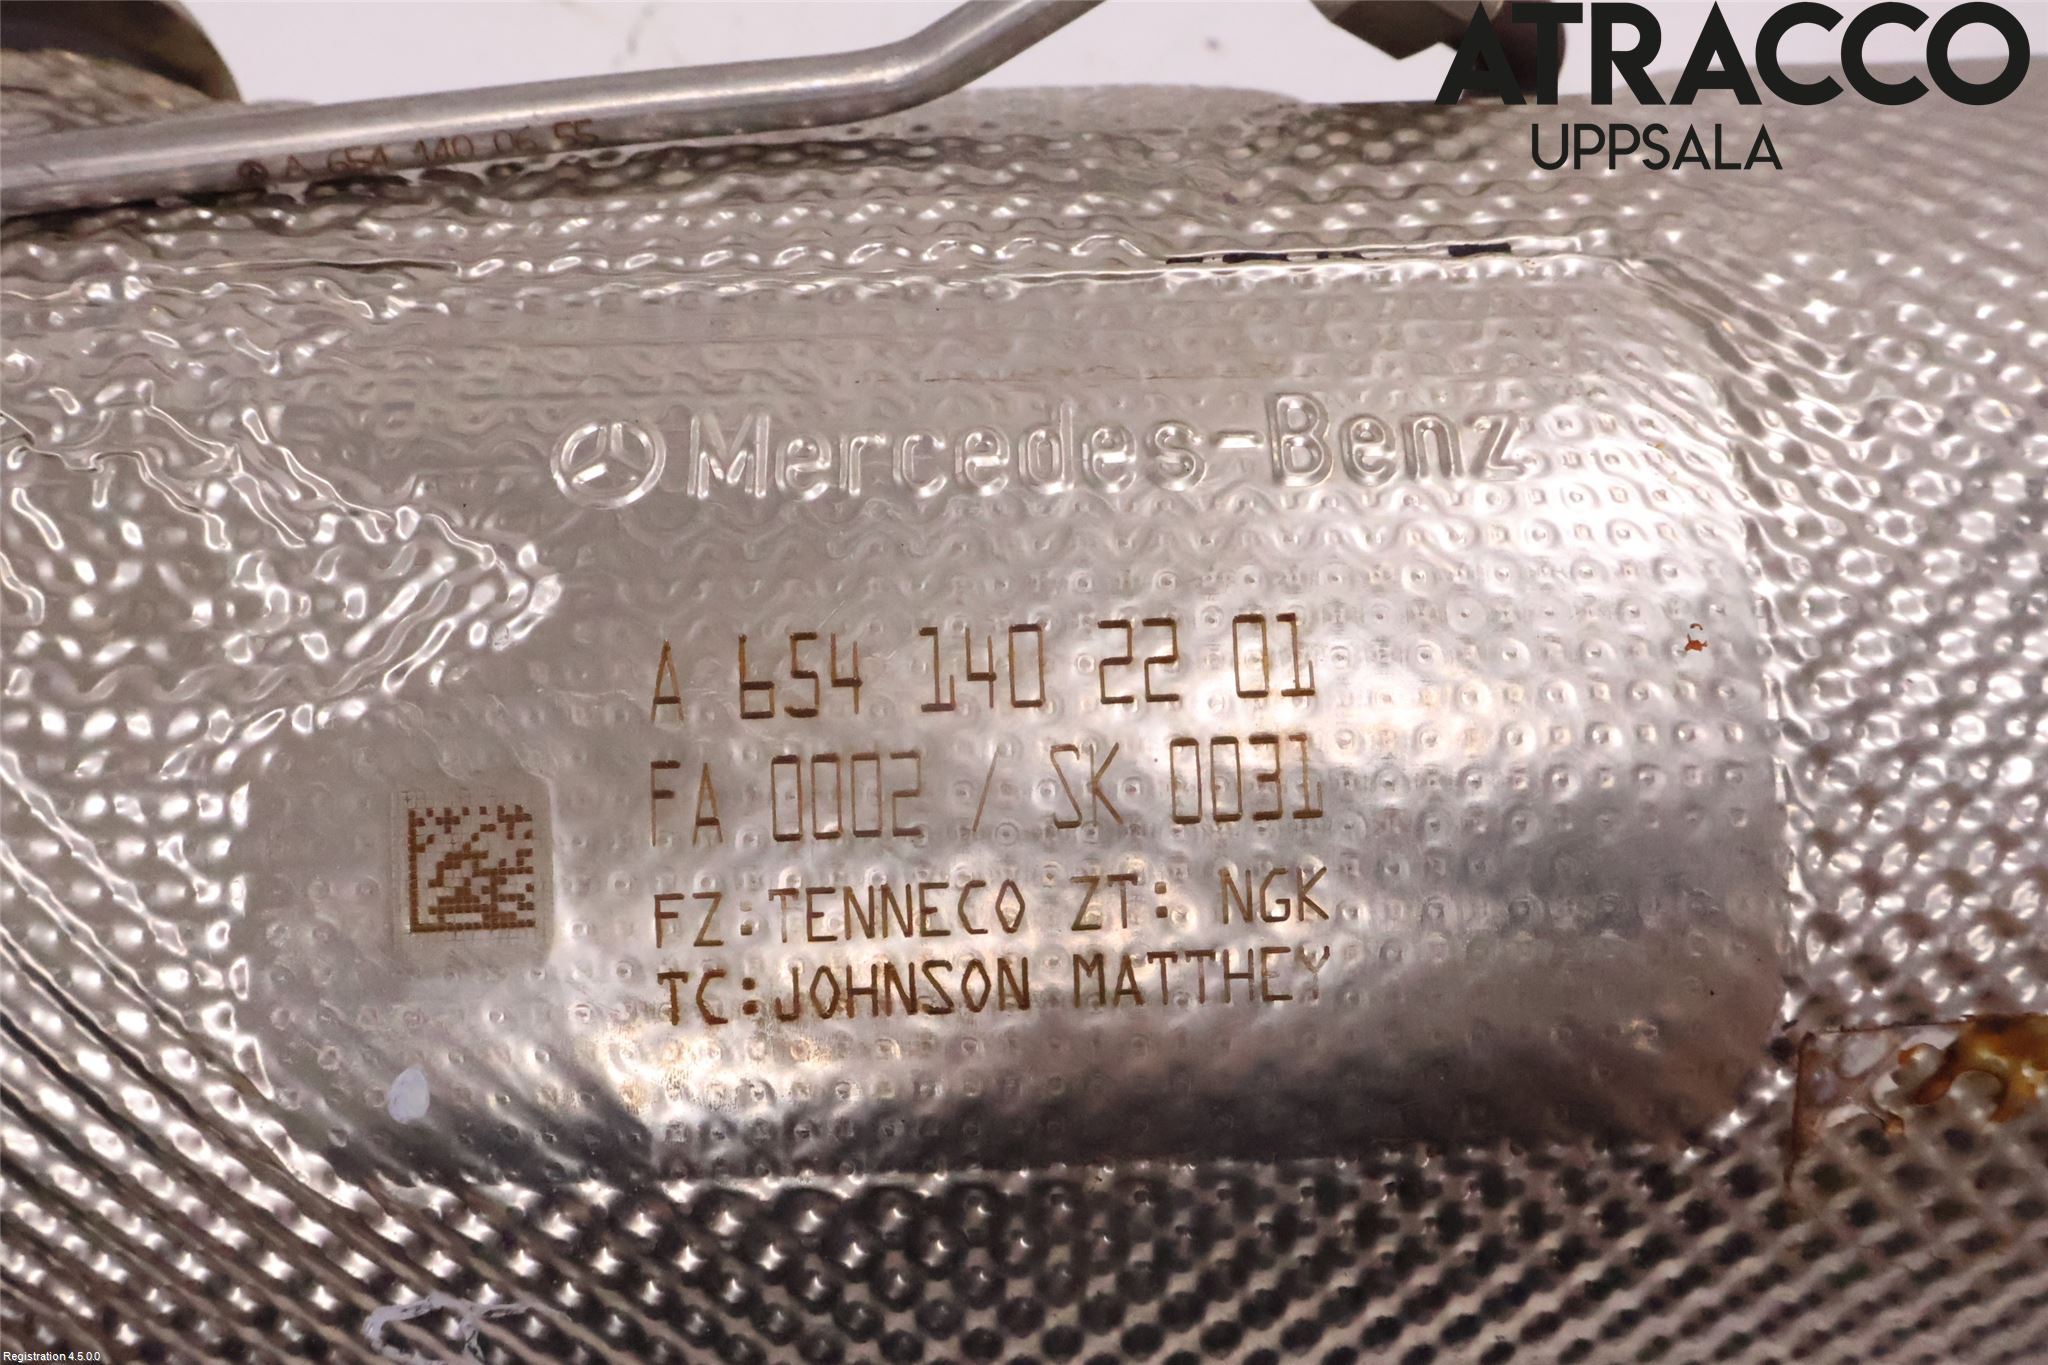 ATRACCO
UPPSALA
A 654 140 06 55
Mercedes-Benz
A 654 140 22 01
FA 0002 / SK 0031
FZ:TENNECO ZT: NGK
TC:JOHNSON MATTHEY
Registration 4.5.0.0